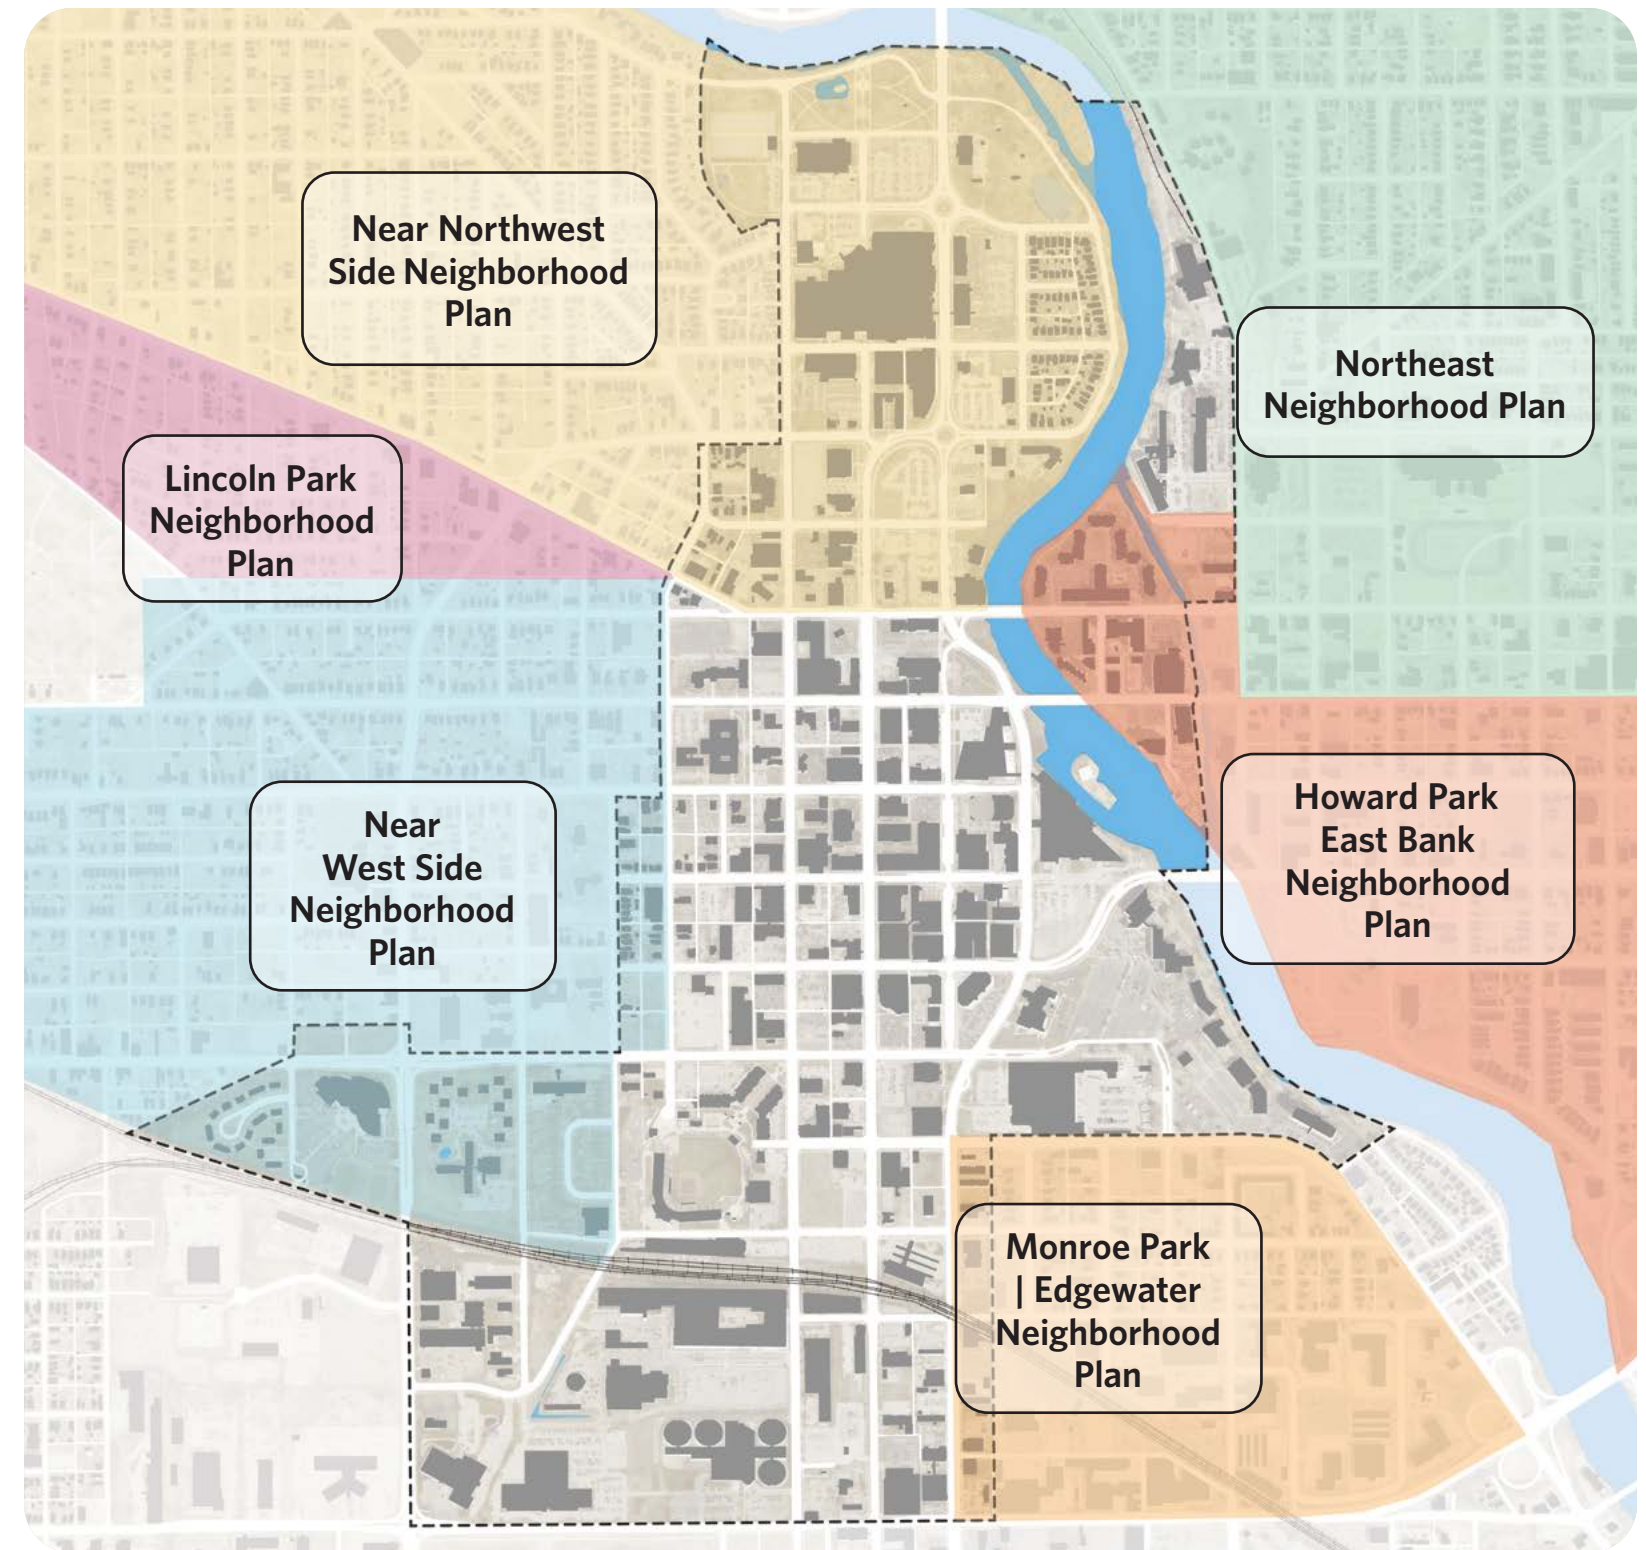 Near Northwest
Side Neighborhood
Plan
Northeast
Neighborhood Plan
Lincoln Park
Neighborhood
Plan
Near
West Side
Neighborhood
Plan
Howard Park
East Bank
Neighborhood
Plan
Monroe Park
| Edgewater
Neighborhood
Plan